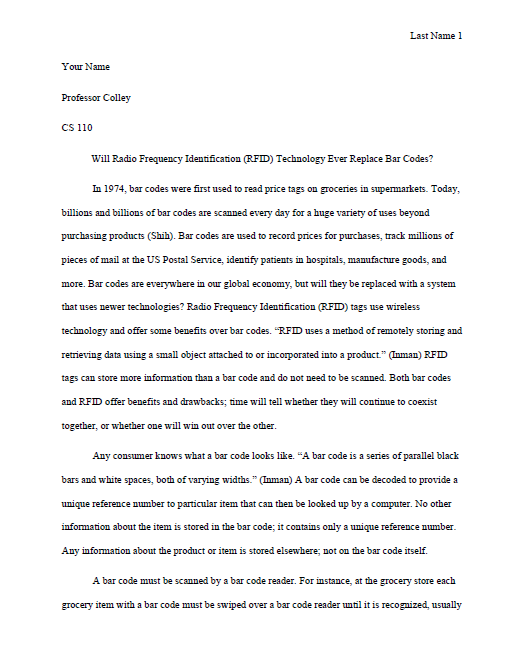 Last Name 1
Your Name
Professor Colley
CS 110
Will Radio Frequency Identification (RFID) Technology Ever Replace Bar Codes?
In 1974, bar codes were first used to read price tags on groceries in supermarkets. Today,
billions and billions of bar codes are scanned every day for a huge variety of uses beyond
purchasing products (Shih). Bar codes are used to record prices for purchases, track millions of
pieces of mail at the US Postal Service, identify patients in hospitals, manufacture goods, and
more. Bar codes are everywhere in our global economy, but will they be replaced with a system
that uses newer technologies? Radio Frequency Identification (RFID) tags use wireless
technology and offer some benefits over bar codes. “RFID uses a method of remotely storing and
retrieving data using a small object attached to or incorporated into a product.” (Inman) RFID
tags can store more information than a bar code and do not need to be scanned. Both bar codes
and RFID offer benefits and drawbacks; time will tell whether they will continue to coexist
together, or whether one will win out over the other.
Any consumer knows what a bar code looks like. “A bar code is a series of parallel black
bars and white spaces, both of varying widths.” (Inman) A bar code can be decoded to provide a
unique reference number to particular item that can then be looked up by a computer. No other
information about the item is stored in the bar code; it contains only a unique reference number.
Any information about the product or item is stored elsewhere; not on the bar code itself.
A bar code must be scanned by a bar code reader. For instance, at the grocery store each
grocery item with a bar code must be swiped over a bar code reader until it is recognized, usually